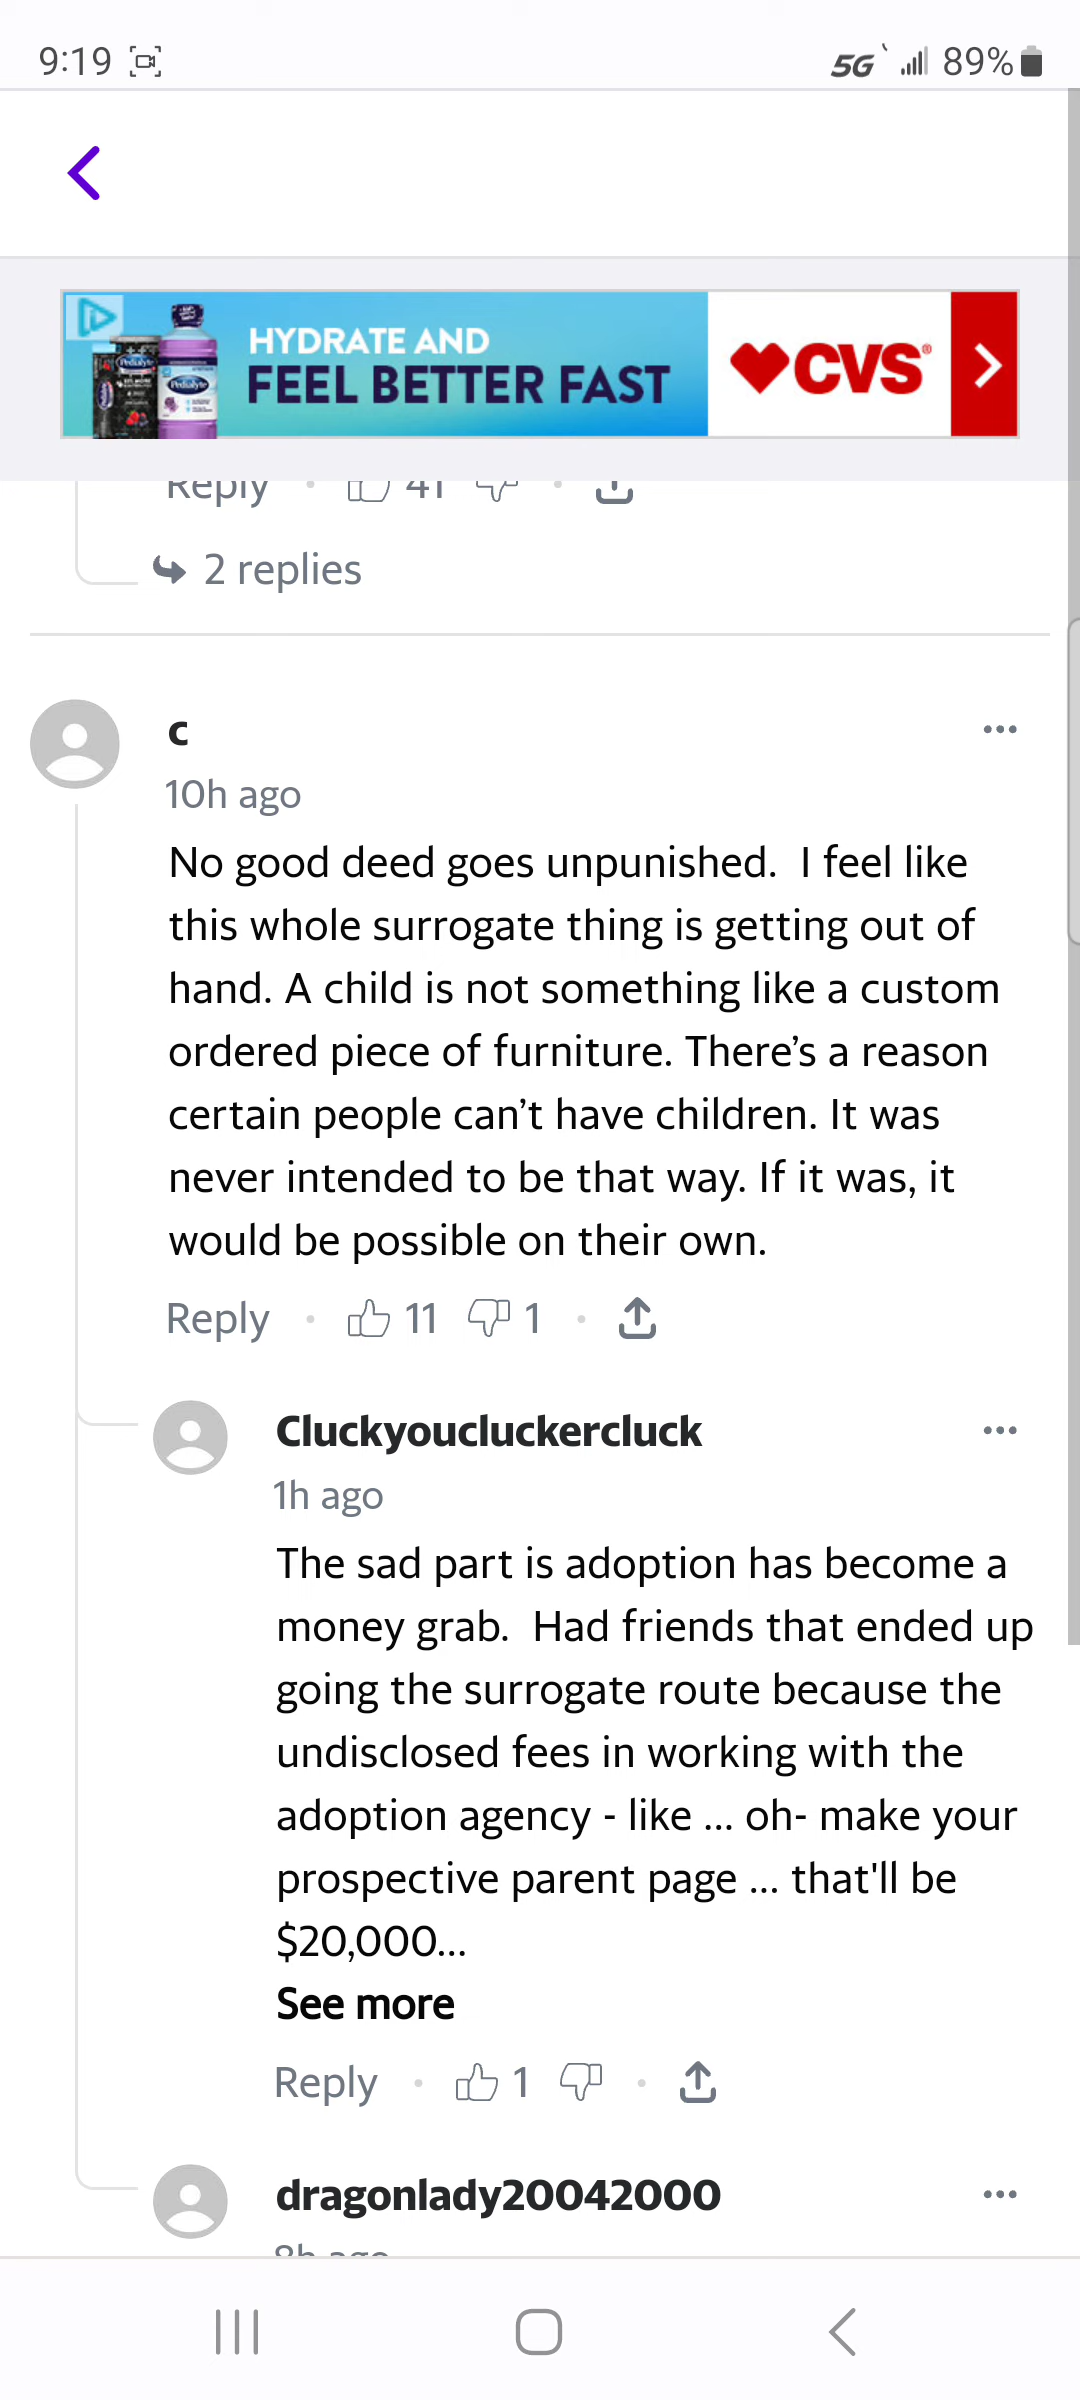 9:19
5G 89%
HYDRATE AND
FEEL BETTER FAST
Pedialyte
Pedialyte
CVS®
Reply 41
2 replies
c
10h ago
No good deed goes unpunished.  I feel like
this whole surrogate thing is getting out of
hand. A child is not something like a custom
ordered piece of furniture. There’s a reason
certain people can’t have children. It was
never intended to be that way. If it was, it
would be possible on their own.
Reply · 11 1 ·
Cluckyoucluckercluck
1h ago
The sad part is adoption has become a
money grab.  Had friends that ended up
going the surrogate route because the
undisclosed fees in working with the
adoption agency - like ... oh- make your
prospective parent page ... that'll be
$20,000...
See more
Reply · 1 ·
dragonlady20042000